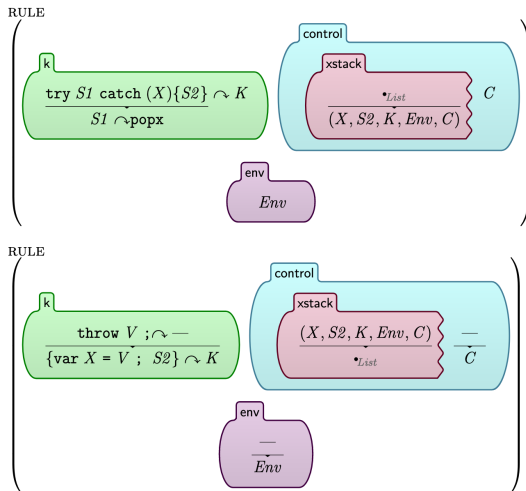 RULE
control
k
xstack
try S1 catch (X){S2} ↷ K
•List
C
S1 ↷popx
(X, S2, K, Env, C)
env
Env
RULE
control
k
xstack
throw V ;↷ —
(X, S2, K, Env, C)
—
{var X = V ; S2} ↷ K
•List
C
env
—
Env